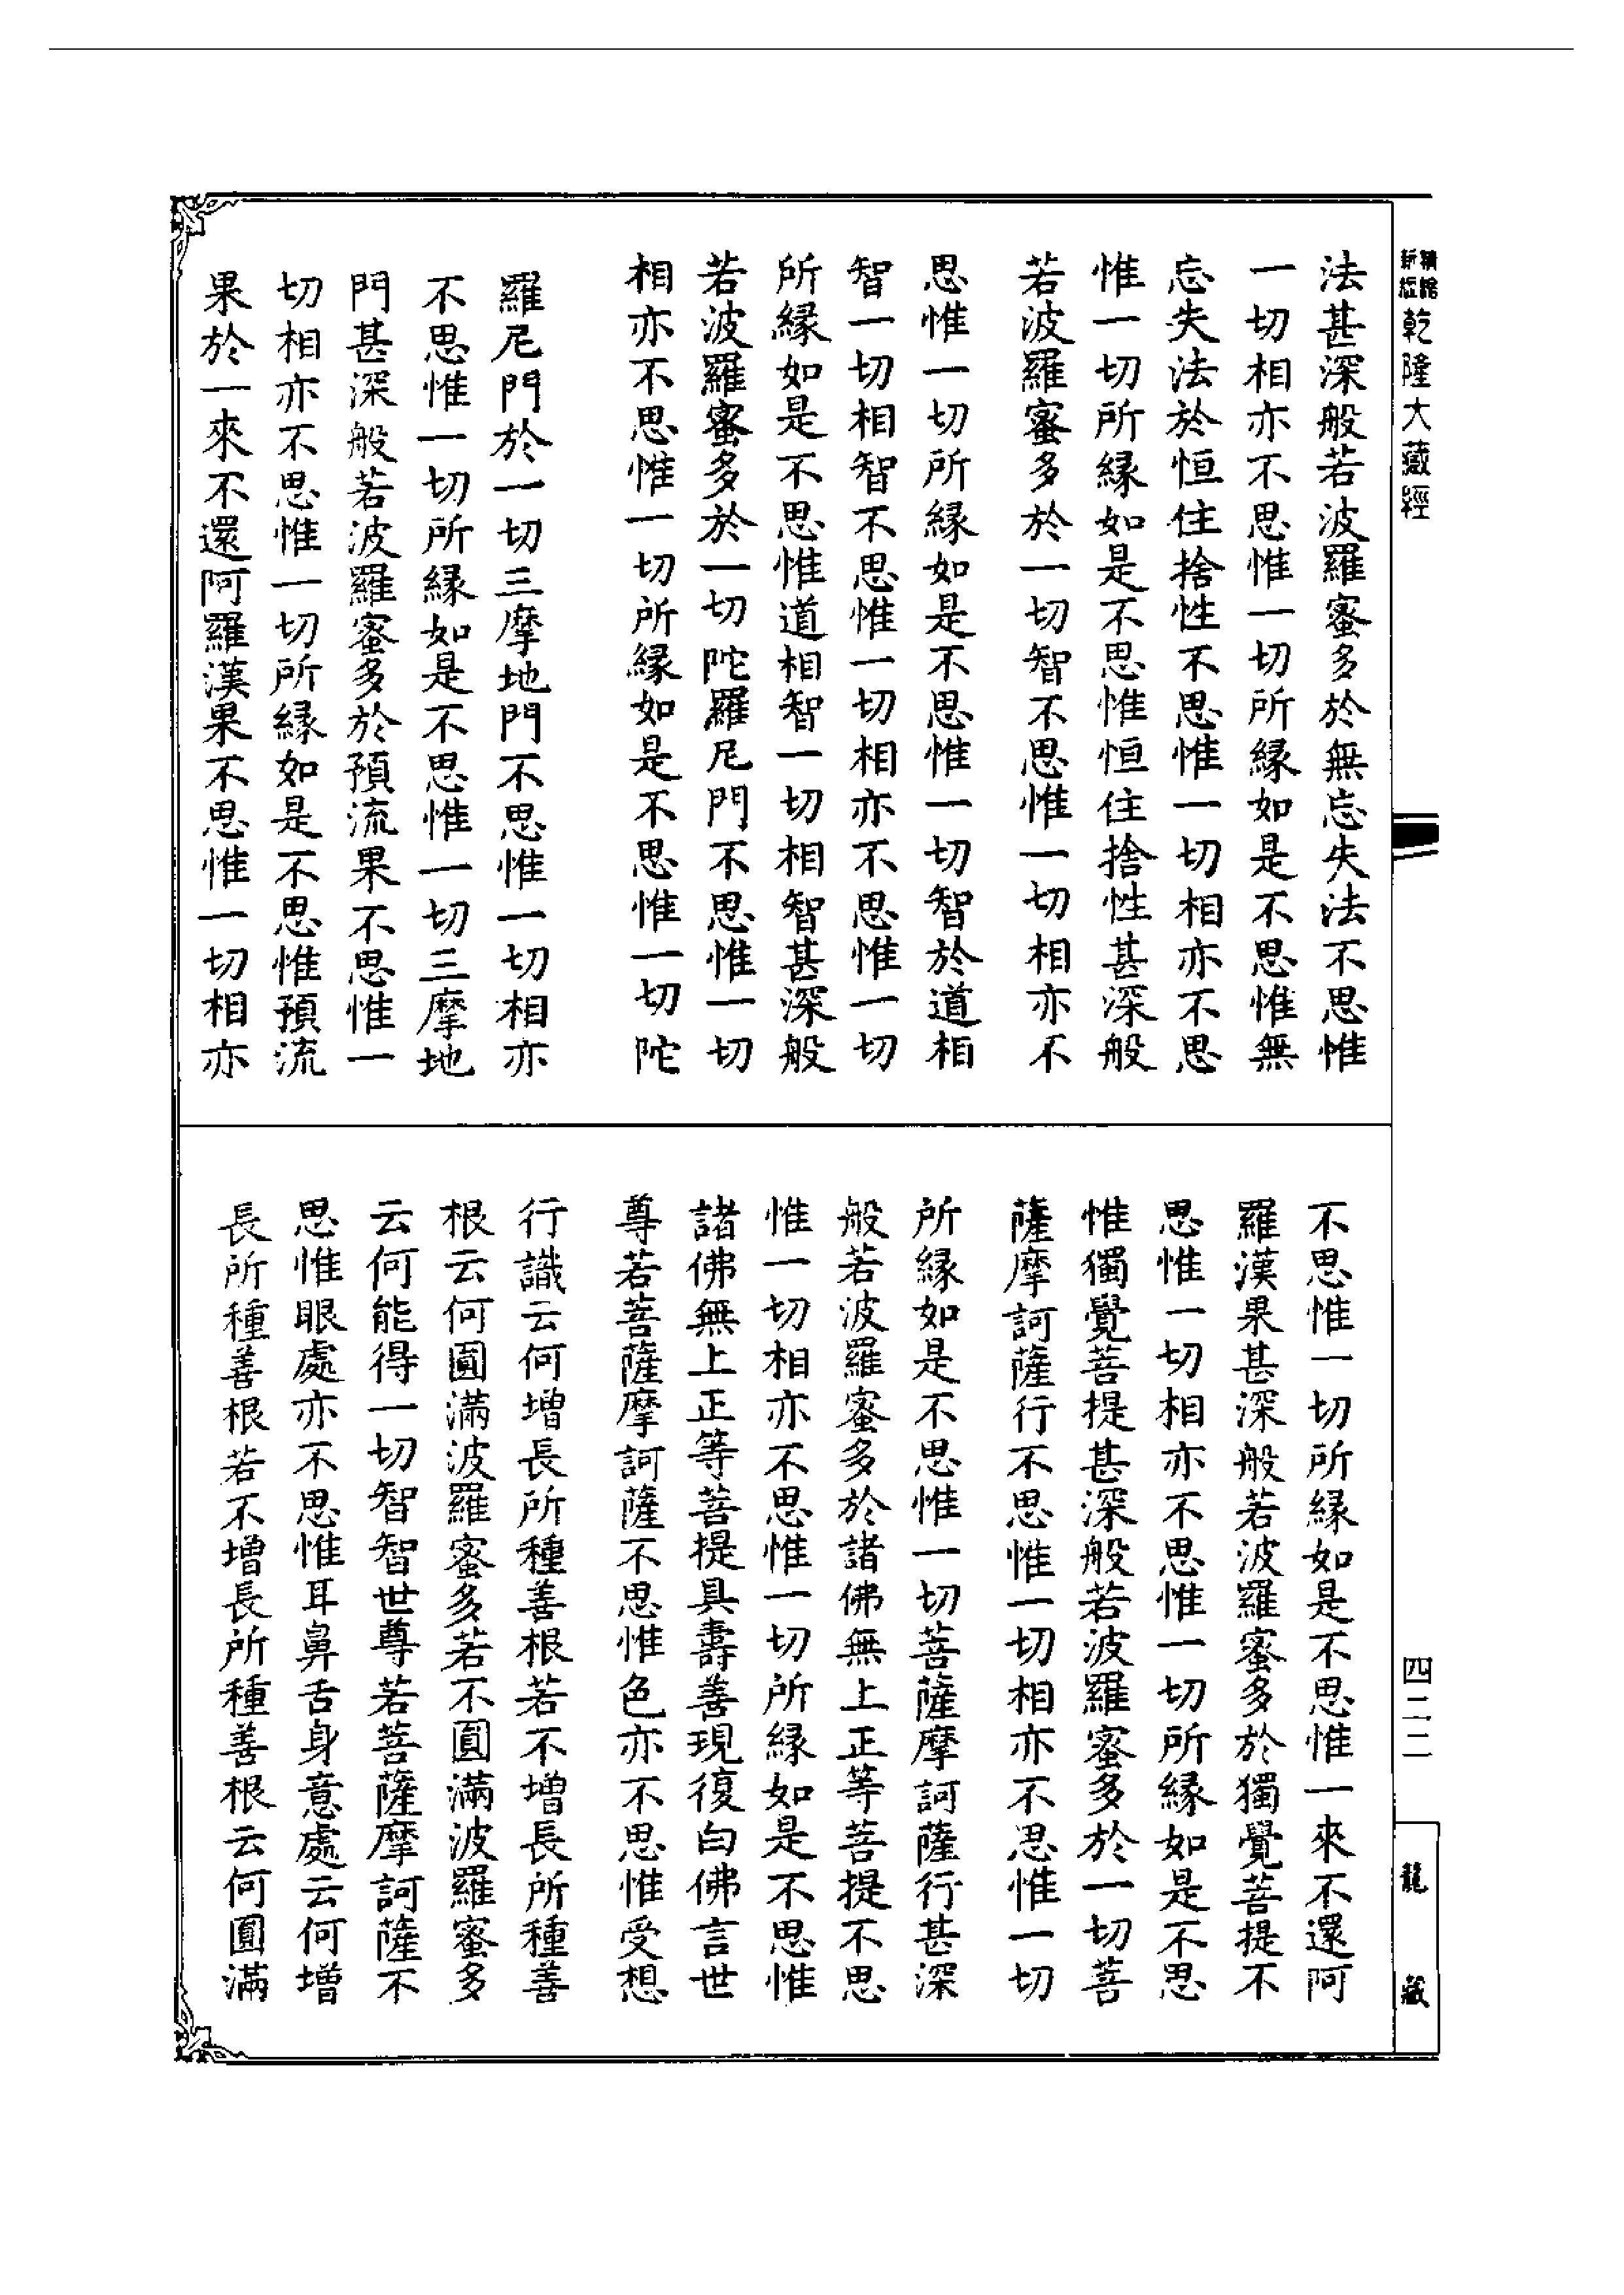 乾隆大藏經
法甚深般若波羅蜜多於無忘失法不思惟
一切相亦不思惟一切所緣如是不思惟無
忘失法於恒住捨性不思惟一切相亦不思
惟一切所緣如是不思惟恒住捨性甚深般
若波羅蜜多於一切智不思惟一切相亦不
思惟一切所緣如是不思惟一切智於道相
智一切相智不思惟一切相亦不思惟一切
所緣如是不思惟道相智一切相智甚深般
若波羅蜜多於一切陀羅尼門不思惟一切
相亦不思惟一切所緣如是不思惟一切陀
羅尼門於一切三摩地門不思惟一切相亦
不思惟一切所緣如是不思惟一切三摩地
門甚深般若波羅蜜多於預流果不思惟一
切相亦不思惟一切所緣如是不思惟預流
果於一來不還阿羅漢果不思惟一切相亦
不思惟一切所緣如是不思惟一來不還阿
羅漢果甚深般若波羅蜜多於獨覺菩提不
思惟一切相亦不思惟一切所緣如是不思
惟獨覺菩提甚深般若波羅蜜多於一切菩
薩摩訶薩行不思惟一切相亦不思惟一切
所緣如是不思惟一切菩薩摩訶薩行甚深
般若波羅蜜多於諸佛無上正等菩提不思
惟一切相亦不思惟一切所緣如是不思惟
諸佛無上正等菩提具壽善現復白佛言世
尊若菩薩摩訶薩不思惟色亦不思惟受想
行識云何增長所種善根若不增長所種善
根云何圓滿波羅蜜多若不圓滿波羅蜜多
云何能得一切智智世尊若菩薩摩訶薩不
思惟眼處亦不思惟耳鼻舌身意處云何增
長所種善根若不增長所種善根云何圓滿
四二二
龍藏